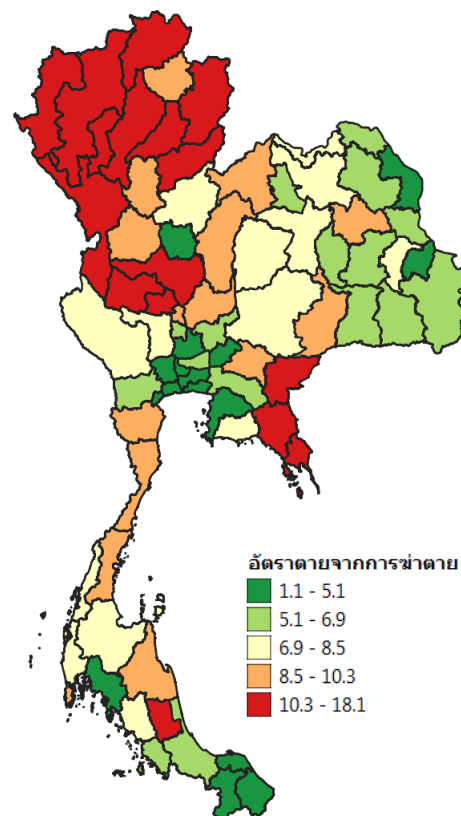 อัตราตายจากการฆ่าตาย
1.1 - 5.1
5.1 - 6.9
6.9 - 8.5
8.5 - 10.3
10.3 - 18.1